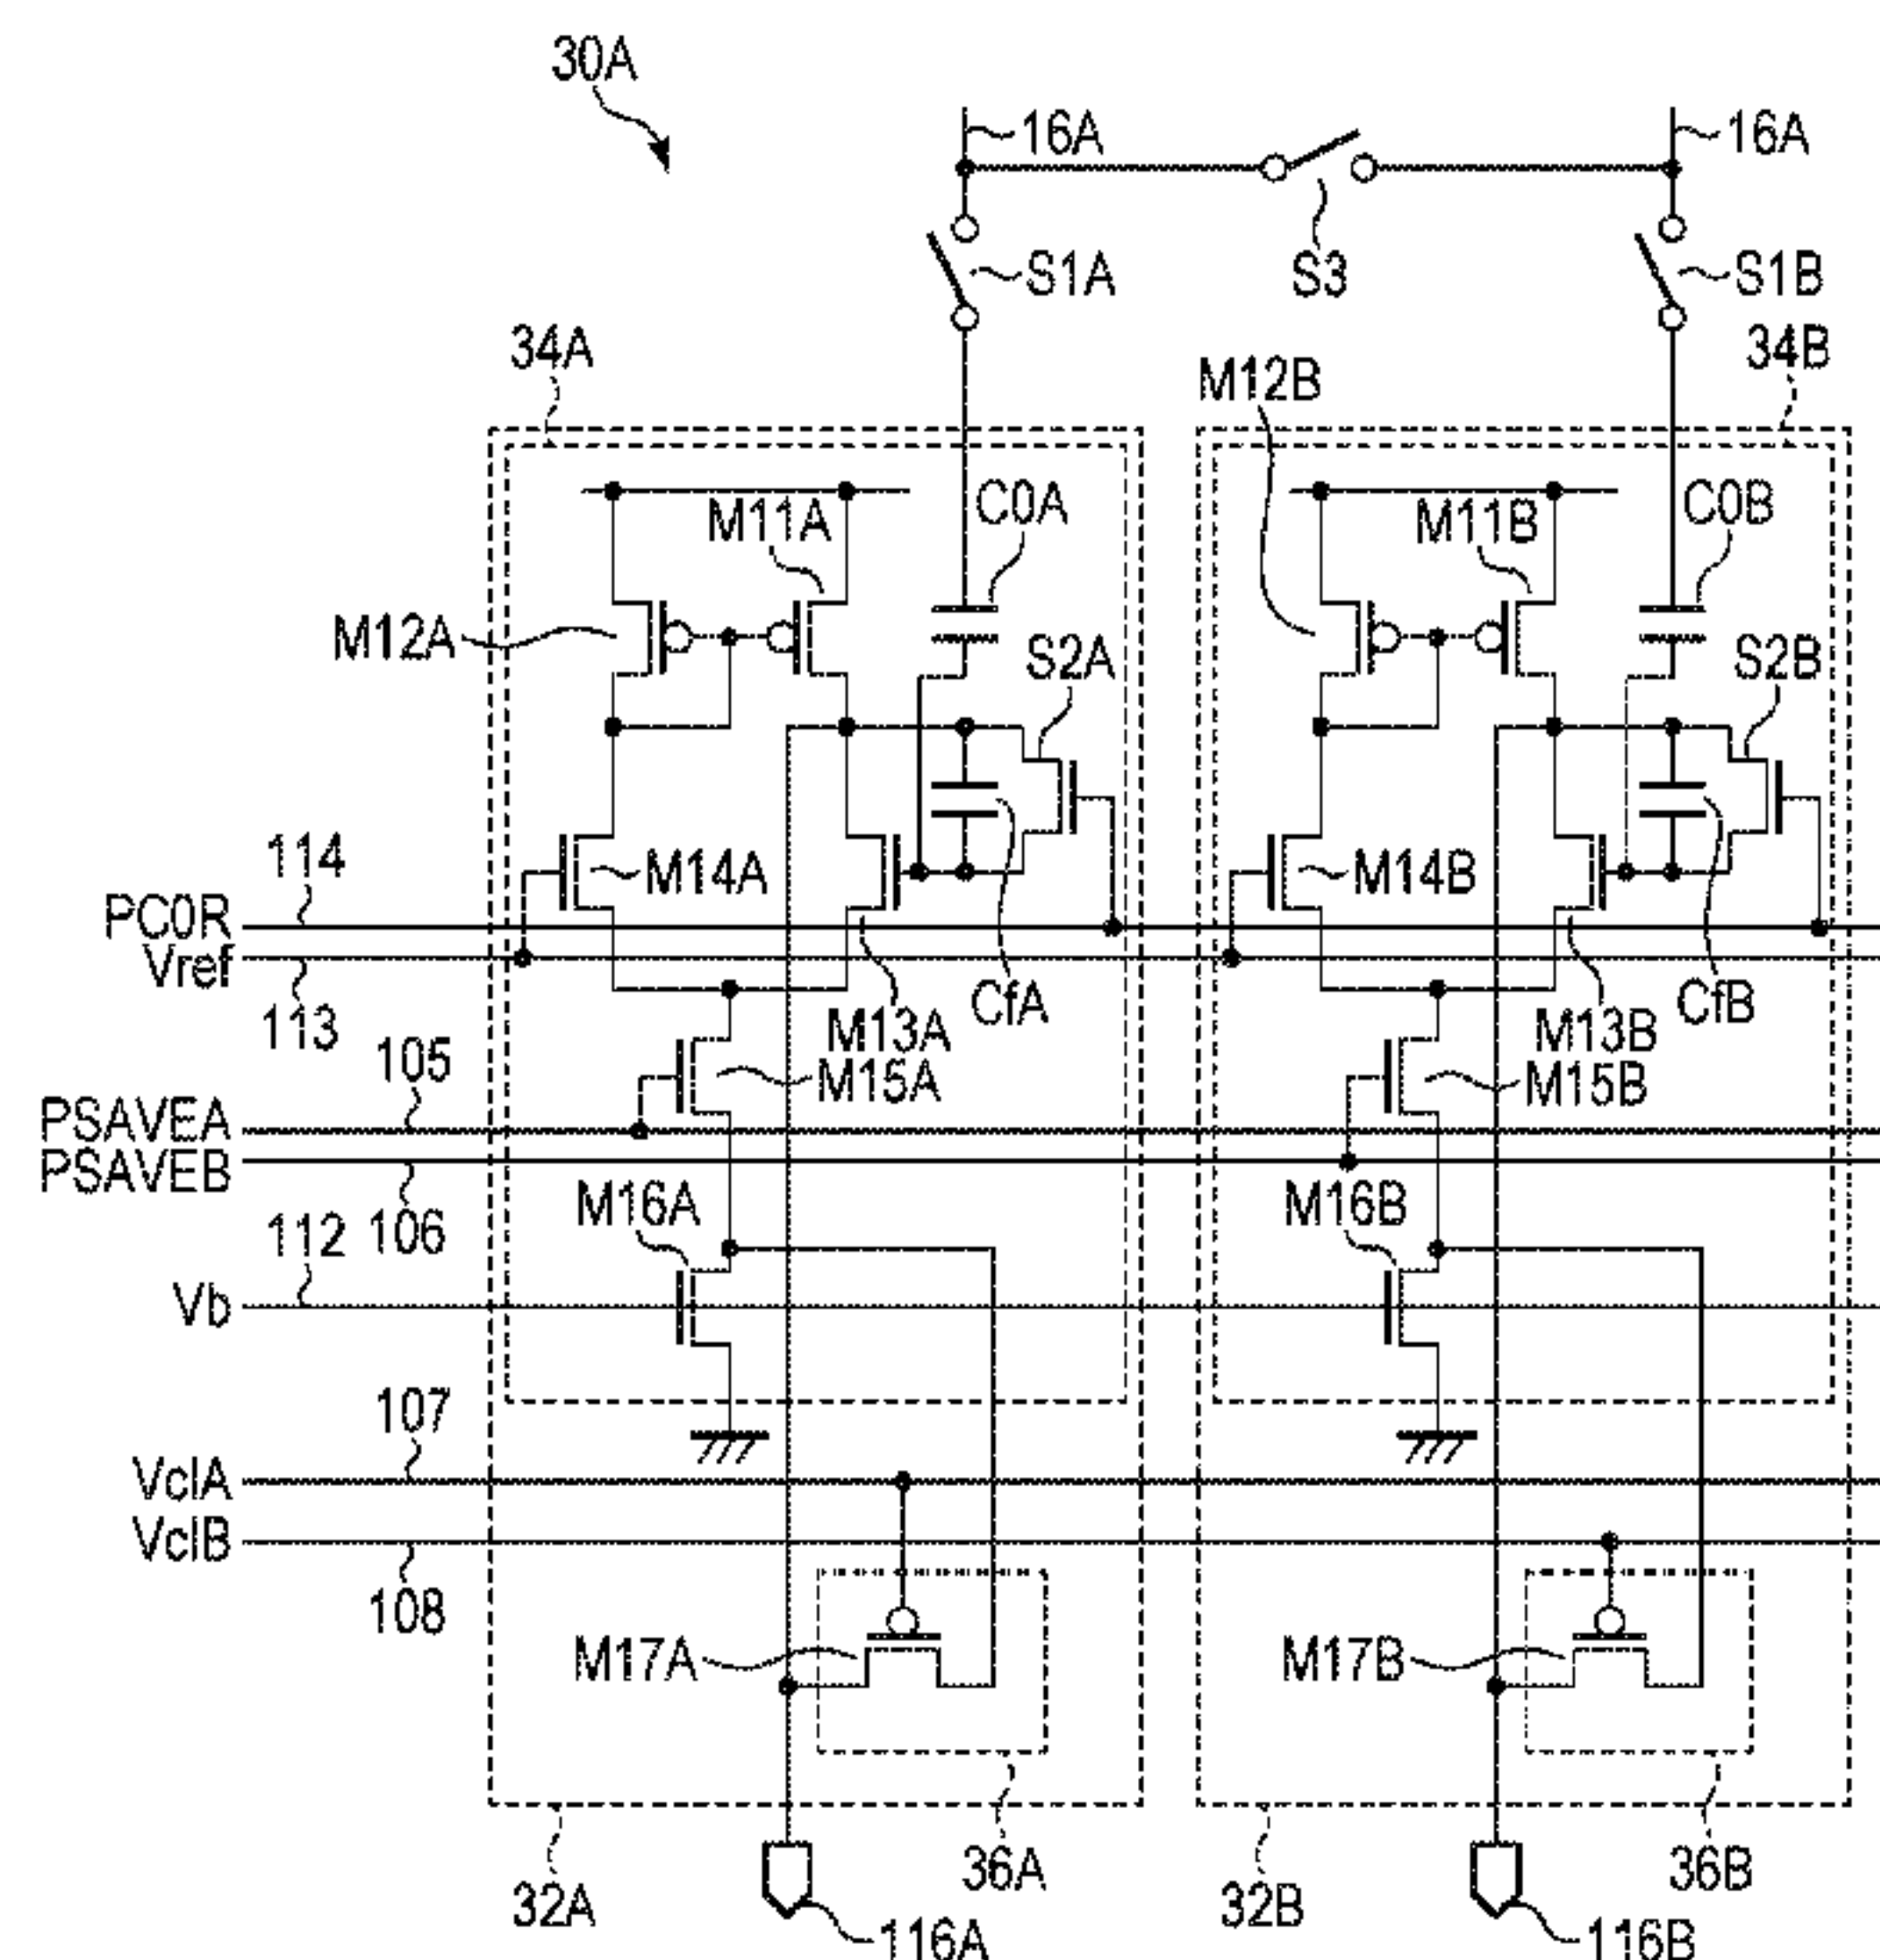 30A
16A
16A
S1A
S3
S1B
34A
34B
M12B
M11A
C0A
M11B
C0B
M12A
S2A
S2B
114
M14A
M14B
PC0R
Vref
113
CfA
CfB
M13A
M13B
105
M15A
M15B
PSAVEA
PSAVEB
M16A
M16B
112
106
Vb
107
VclA
VclB
108
M17A
M17B
36A
36B
32A
32B
116A
116B